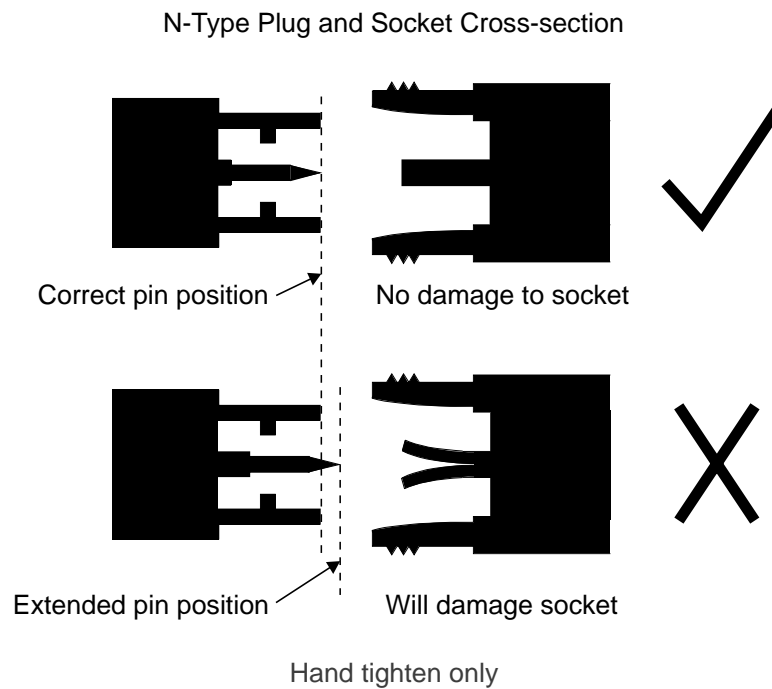 N-Type Plug and Socket Cross-section
Correct pin position
No damage to socket
Extended pin position
Will damage socket
Hand tighten only